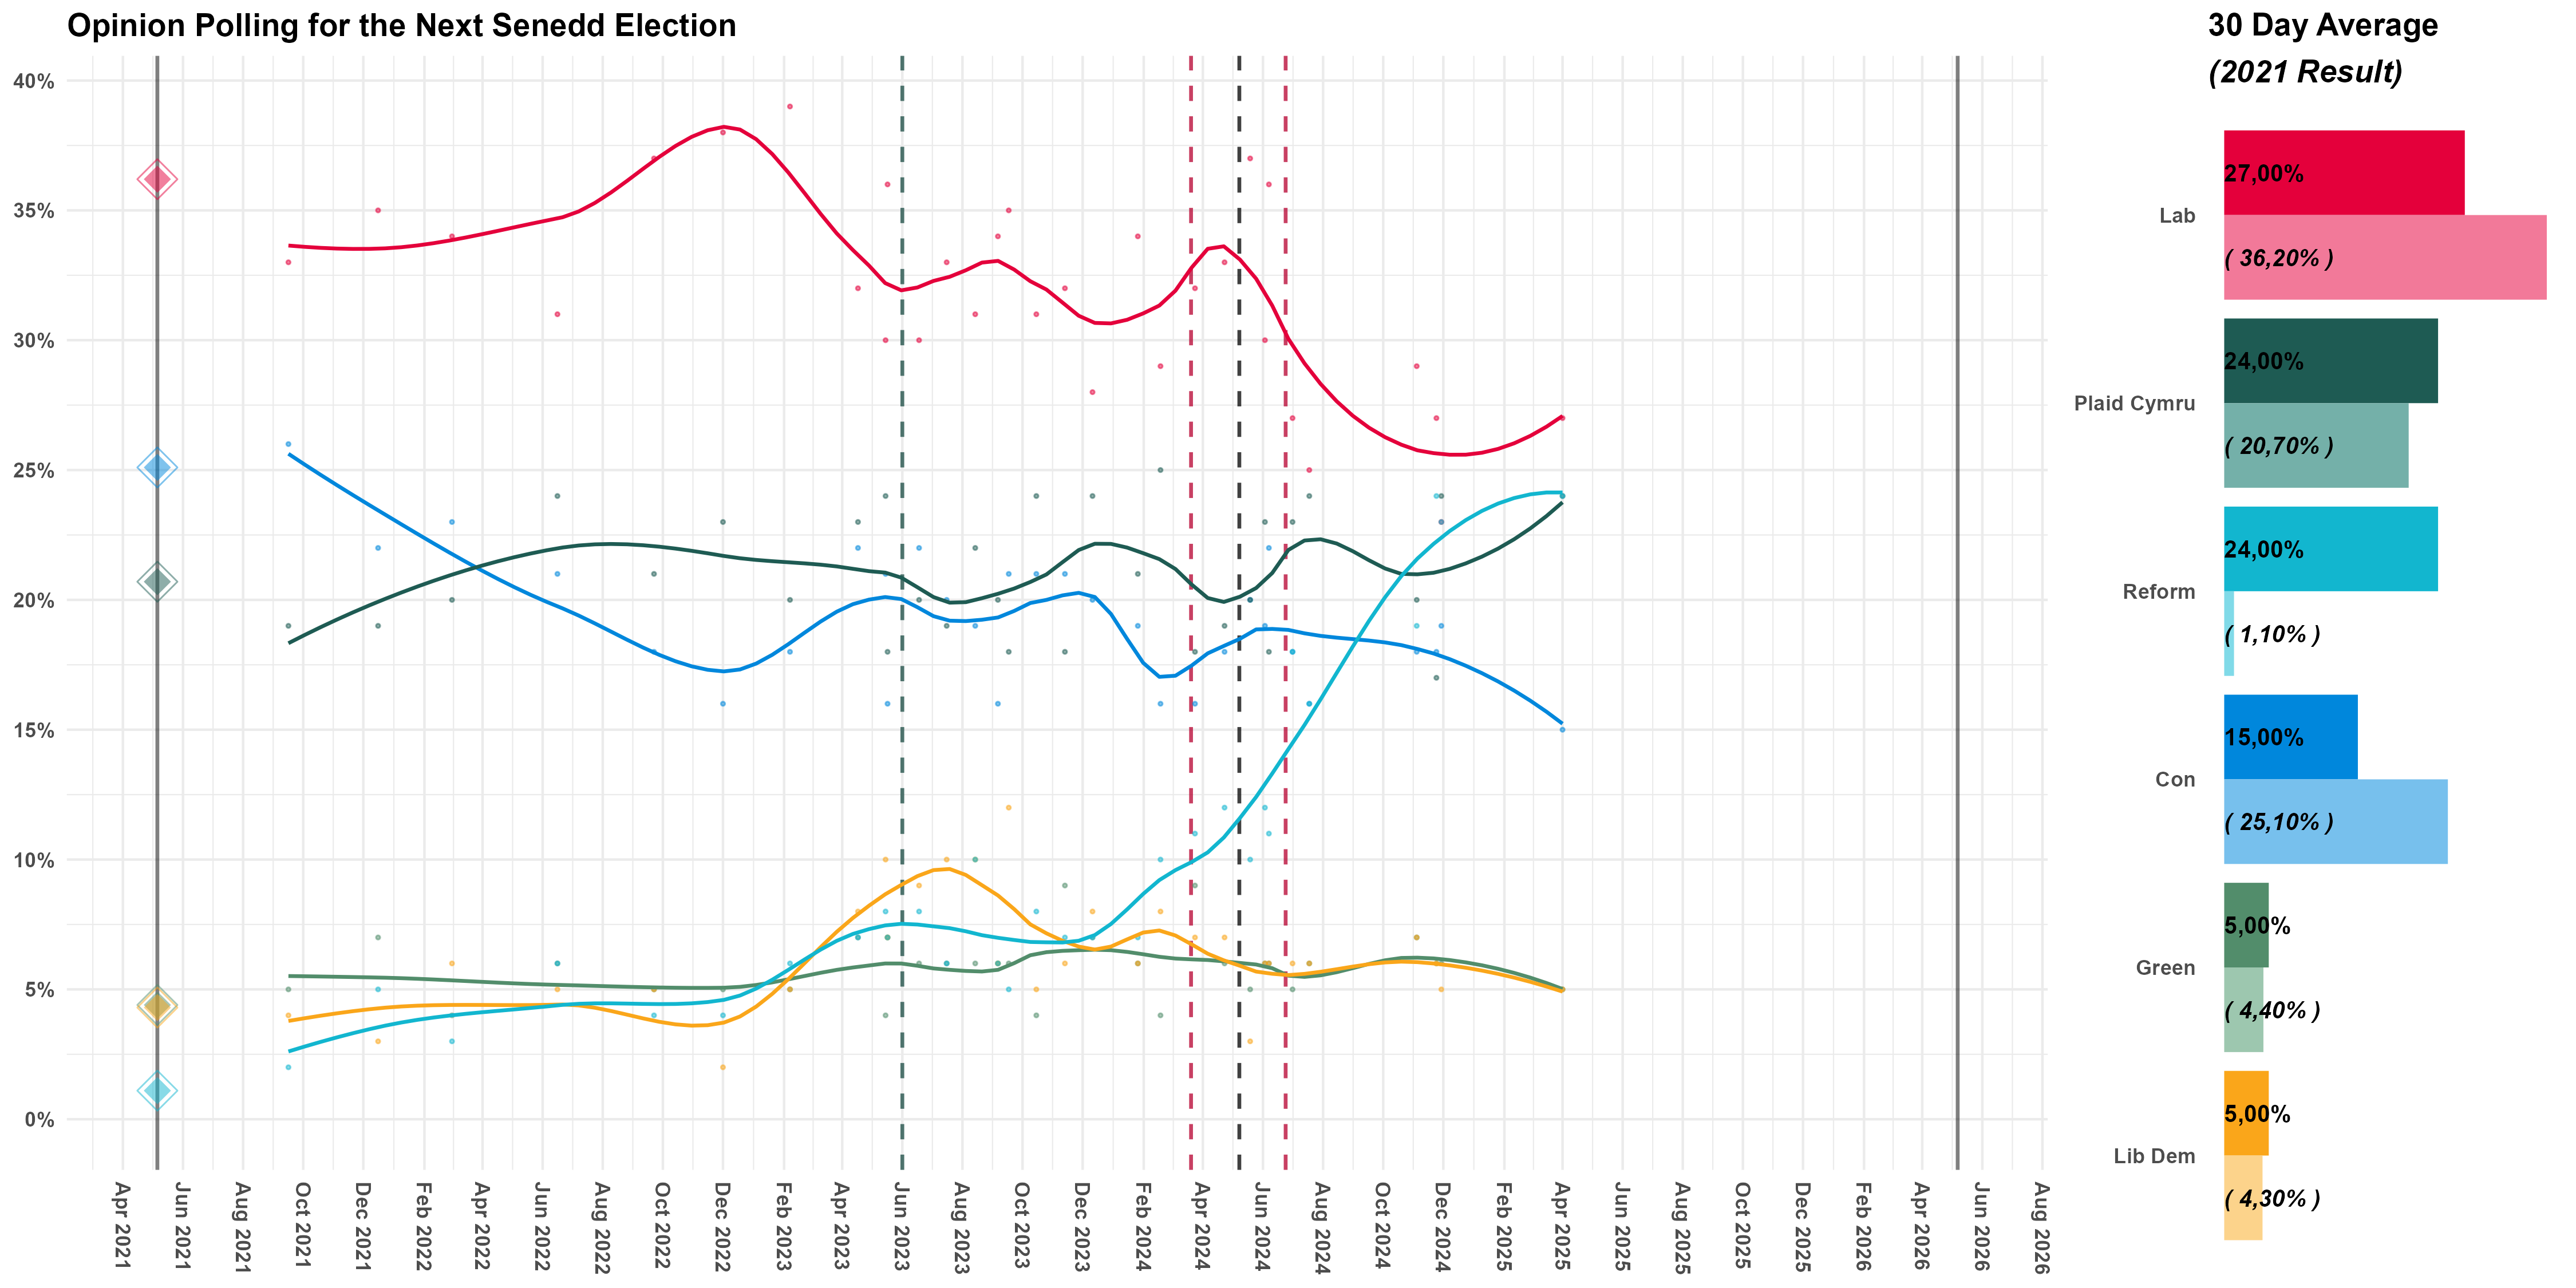 Opinion Polling for the Next Senedd Election
40%
35%
30%
25%
20%
15%
10%
5%
0%
Apr 2021
Jun 2021
Aug 2021
Oct 2021
Dec 2021
Feb 2022
Apr 2022
Jun 2022
Aug 2022
Oct 2022
Dec 2022
Feb 2023
Apr 2023
Jun 2023
Aug 2023
Oct 2023
Dec 2023
Feb 2024
Apr 2024
Jun 2024
Aug 2024
Oct 2024
Dec 2024
Feb 2025
Apr 2025
Jun 2025
Aug 2025
Oct 2025
Dec 2025
Feb 2026
Apr 2026
Jun 2026
Aug 2026
30 Day Average
(2021 Result)
Lab
27,00%
( 36,20% )
Plaid Cymru
24,00%
( 20,70% )
Reform
24,00%
( 1,10% )
Con
15,00%
( 25,10% )
Green
5,00%
( 4,40% )
Lib Dem
5,00%
( 4,30% )